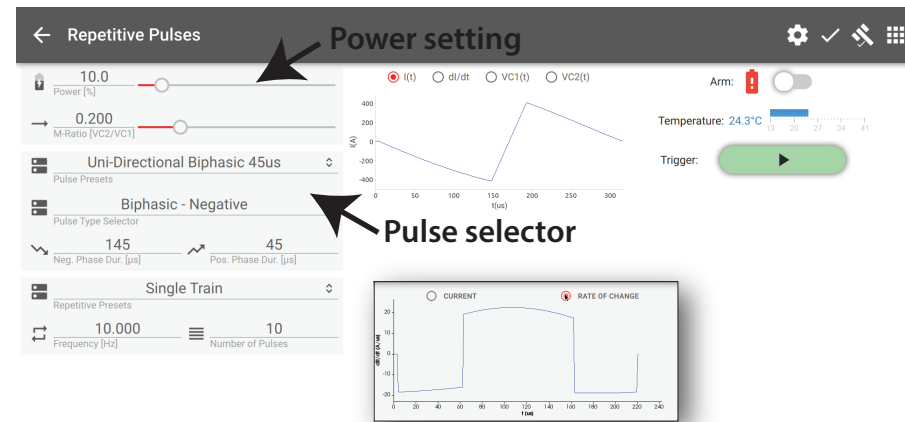 Repetitive Pulses
Power setting
10.0
Power [%]
0.200
M-Ratio [VC2/VC1]
Uni-Directional Biphasic 45us
Pulse Presets
Biphasic - Negative
Pulse Type Selector
145 45
Neg. Phase Dur. [µs] Pos. Phase Dur. [µs]
Single Train
Repetitive Presets
10.000 10
Frequency [Hz] Number of Pulses
I(t) dI/dt VC1(t) VC2(t)
400
200
0
-200
-400
I(A)
0 50 100 150 200 250 300
t(us)
Pulse selector
Arm:
Temperature: 24.3°C
13 20 27 34 41
Trigger:
CURRENT RATE OF CHANGE
20
10
0
-10
-20
dI/dt (A/us)
0 20 40 60 80 100 120 140 160 180 200 220 240
t (us)